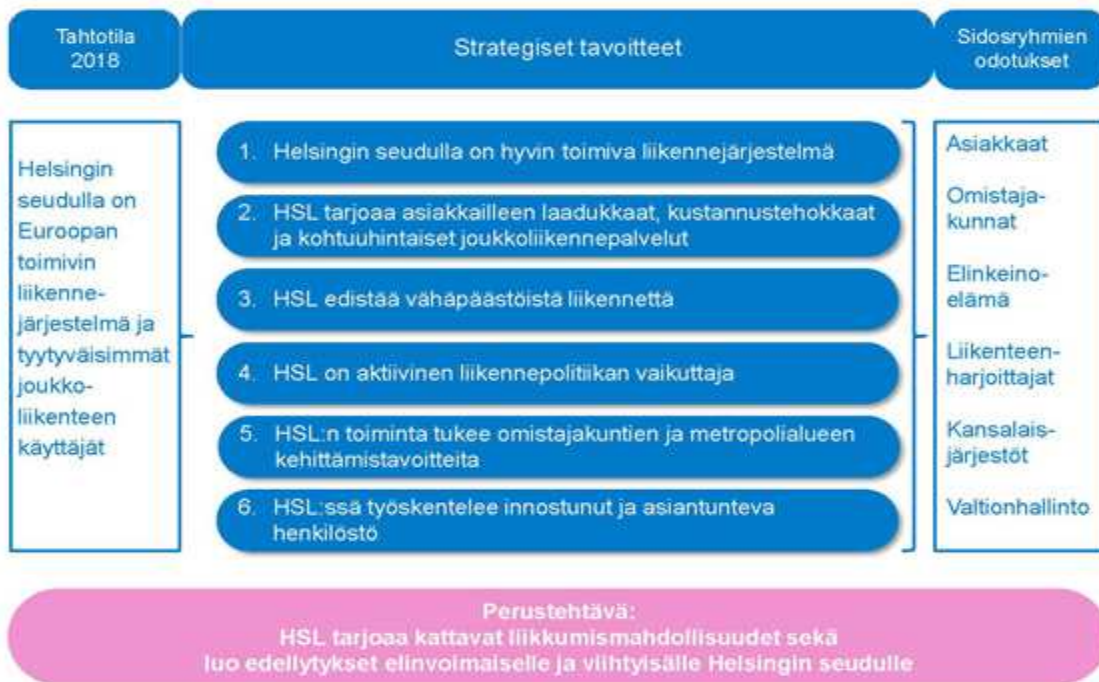 Tahtotila
2018
Strategiset tavoitteet
Sidosryhmien
odotukset
Helsingin
seudulla on
Euroopan
toimivin
liikenne-
järjestelmä ja
tyytyväisimmät
joukko-
liikenteen
käyttäjät
1. Helsingin seudulla on hyvin toimiva liikennejärjestelmä
2. HSL tarjoaa asiakkailleen laadukkaat, kustannustehokkaat
ja kohtuuhintaiset joukkoliikennepalvelut
3. HSL edistää vähäpäästöistä liikennettä
4. HSL on aktiivinen liikennepolitiikan vaikuttaja
5. HSL:n toiminta tukee omistajakuntien ja metropolialueen
kehittämistavoitteita
6. HSL:ssä työskentelee innostunut ja asiantunteva
henkilöstö
Asiakkaat
Omistaja-
kunnat
Elinkeino-
elämä
Liikenteen-
harjoittajat
Kansalais-
järjestöt
Valtionhallinto
Perustehtävä:
HSL tarjoaa kattavat liikkumismahdollisuudet sekä
luo edellytykset elinvoimaiselle ja viihtyisälle Helsingin seudulle